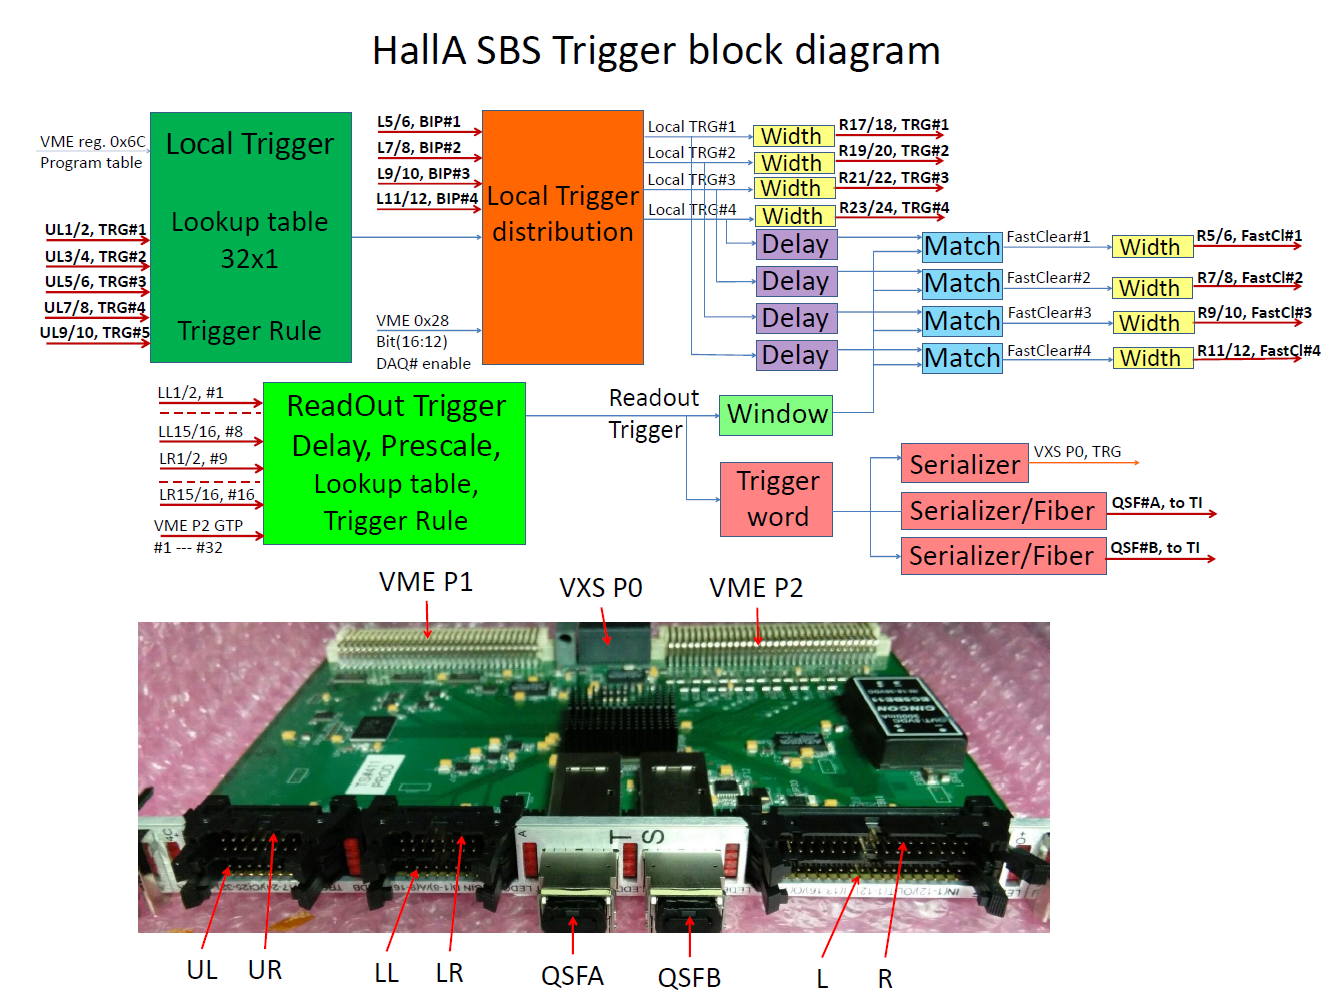 HallA SBS Trigger block diagram
VME reg. 0x6C
Program table
UL1/2, TRG#1
UL3/4, TRG#2
UL5/6, TRG#3
UL7/8, TRG#4
UL9/10, TRG#5
Local Trigger
Lookup table
32x1
Trigger Rule
L5/6, BIP#1
L7/8, BIP#2
L9/10, BIP#3
L11/12, BIP#4
VME 0x28
Bit(16:12)
DAQ# enable
Local Trigger
distribution
Local TRG#1
Local TRG#2
Local TRG#3
Local TRG#4
Width
Width
Width
Width
R17/18, TRG#1
R19/20, TRG#2
R21/22, TRG#3
R23/24, TRG#4
Delay
Delay
Delay
Delay
Match
Match
Match
Match
FastClear#1
FastClear#2
FastClear#3
FastClear#4
Width
Width
Width
Width
R5/6, FastCl#1
R7/8, FastCl#2
R9/10, FastCl#3
R11/12, FastCl#4
LL1/2, #1
LL15/16, #8
LR1/2, #9
LR15/16, #16
VME P2 GTP
#1 --- #32
ReadOut Trigger
Delay, Prescale,
Lookup table,
Trigger Rule
Readout
Trigger
Window
Trigger
word
Serializer
Serializer/Fiber
Serializer/Fiber
VXS P0, TRG
QSF#A, to TI
QSF#B, to TI
VME P1
VXS P0
VME P2
CINCON
TS#411
PROD
T S
UL
UR
LL
LR
QSFA
QSFB
L
R